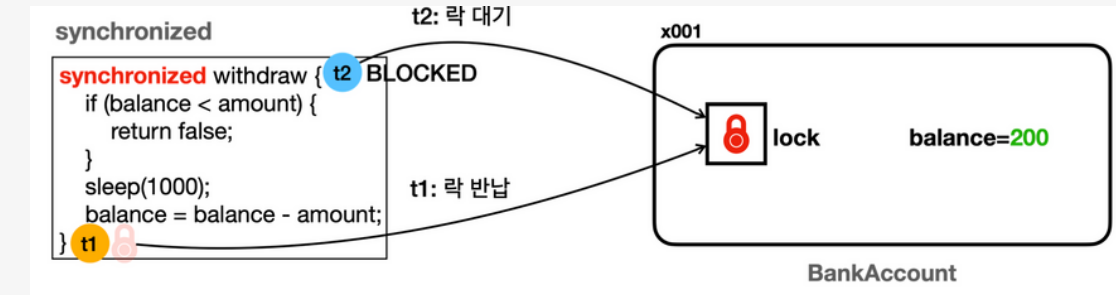 t2: 락 대기
synchronized
x001
synchronized withdraw { t2 BLOCKED
if (balance < amount) {
return false;
}
lock
balance=200
sleep(1000);
t1: 락 반납
balance = balance - amount;
} t1
BankAccount